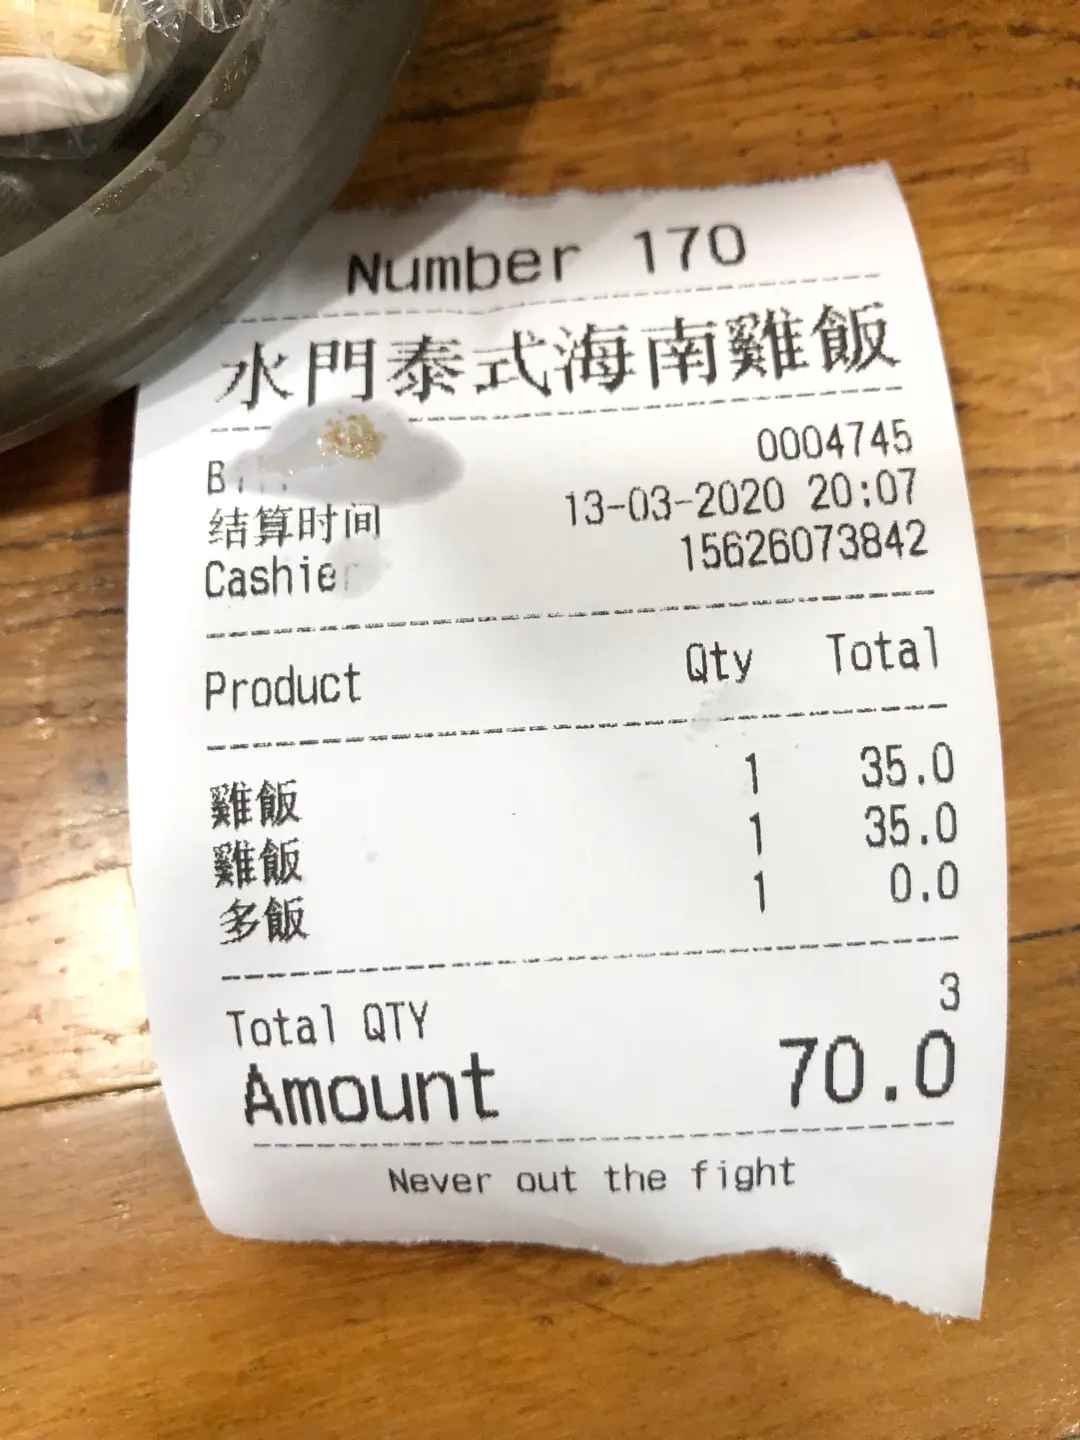 Number 170
水門泰式海南雞飯
0004745
结算时间 13-03-2020 20:07
Cashier 15626073842
Product Qty Total
雞飯 1 35.0
雞飯 1 35.0
多飯 1 0.0
Total QTY 3
Amount 70.0
Never out the fight